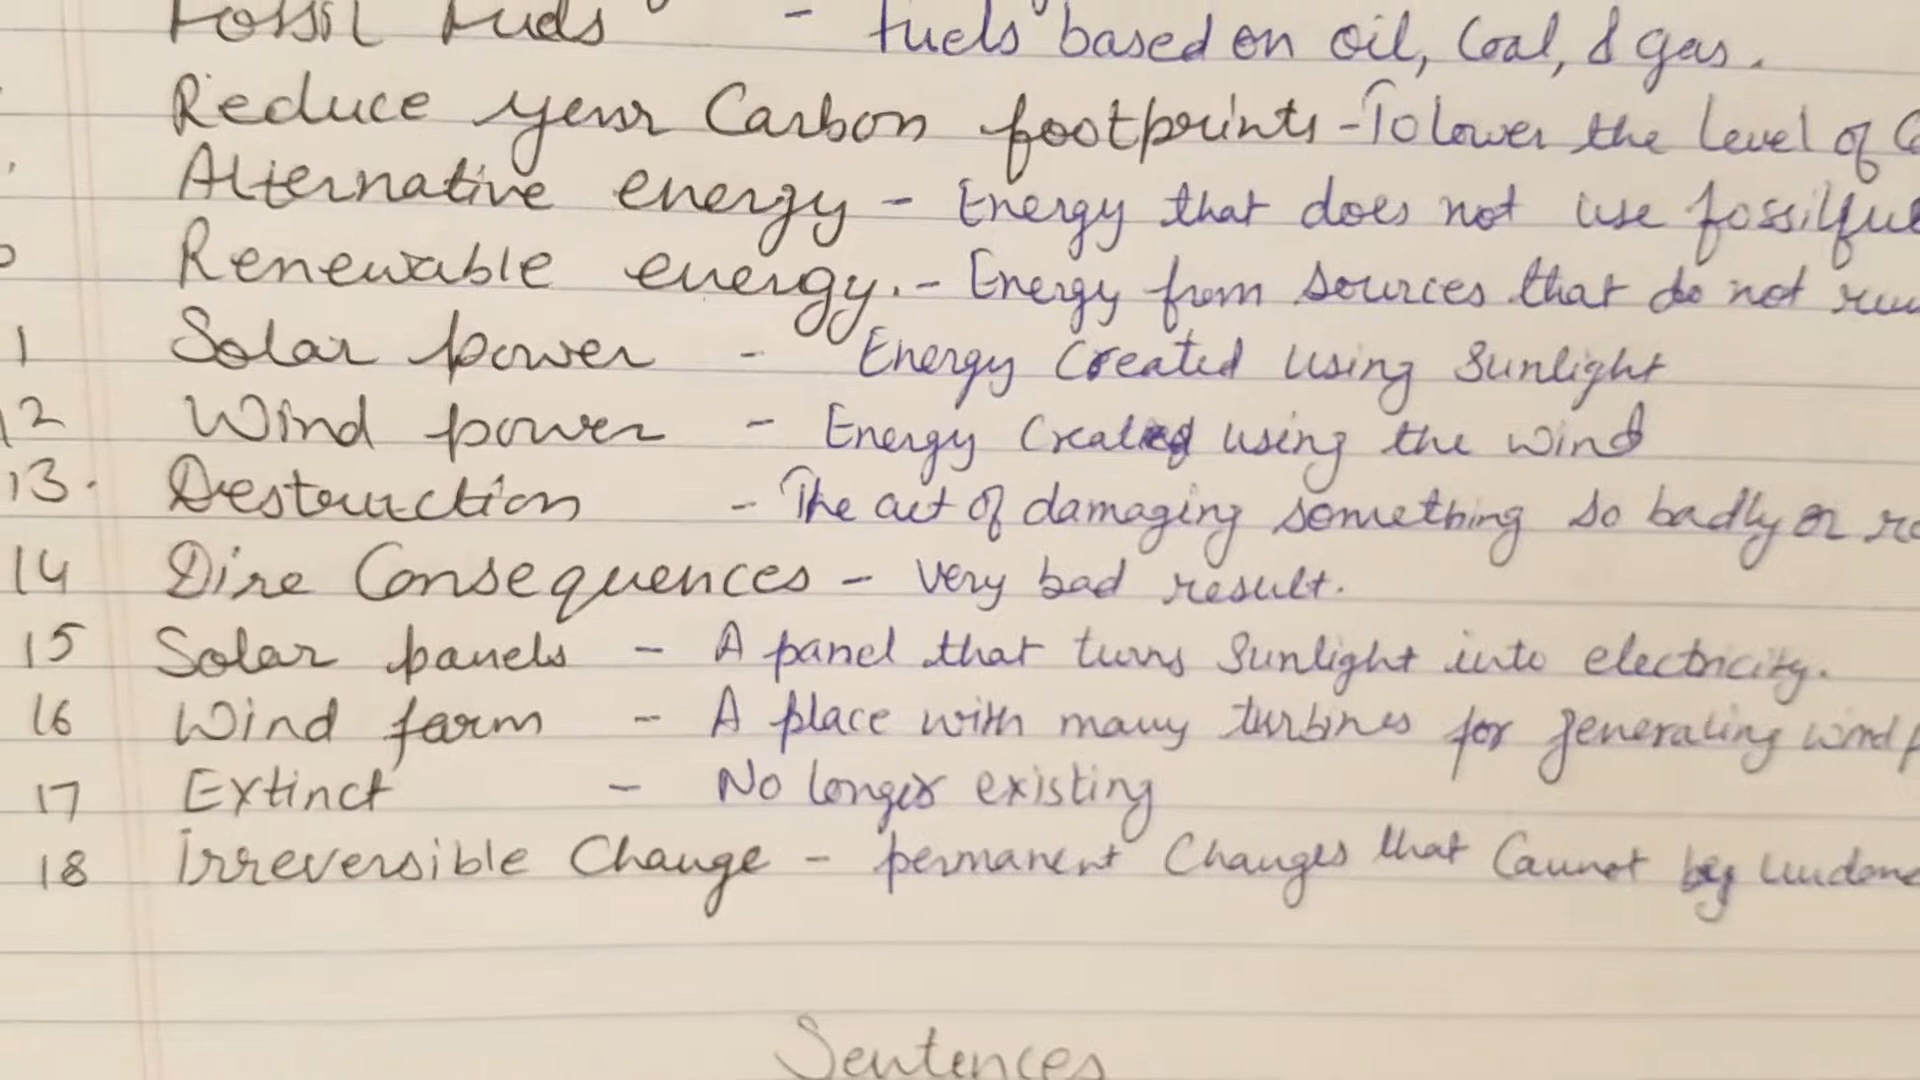 Fossil fuels - fuels based on oil, Coal, & gas.
Reduce your Carbon footprints - To lower the level of
Alternative energy - Energy that does not use
Renewable energy. - Energy from sources that do not
1 Solar power - Energy Created using Sunlight
12 Wind power - Energy Created using the wind
13. Destruction - The act of damaging something so badly or
14 Dire Consequences - Very bad result.
15 Solar panels - A panel that turns Sunlight into electricity.
16 Wind farm - A place with many turbines for generating wind
17 Extinct - No longer existing
18 Irreversible Change - permanent Changes that Cannot be undone
Sentences